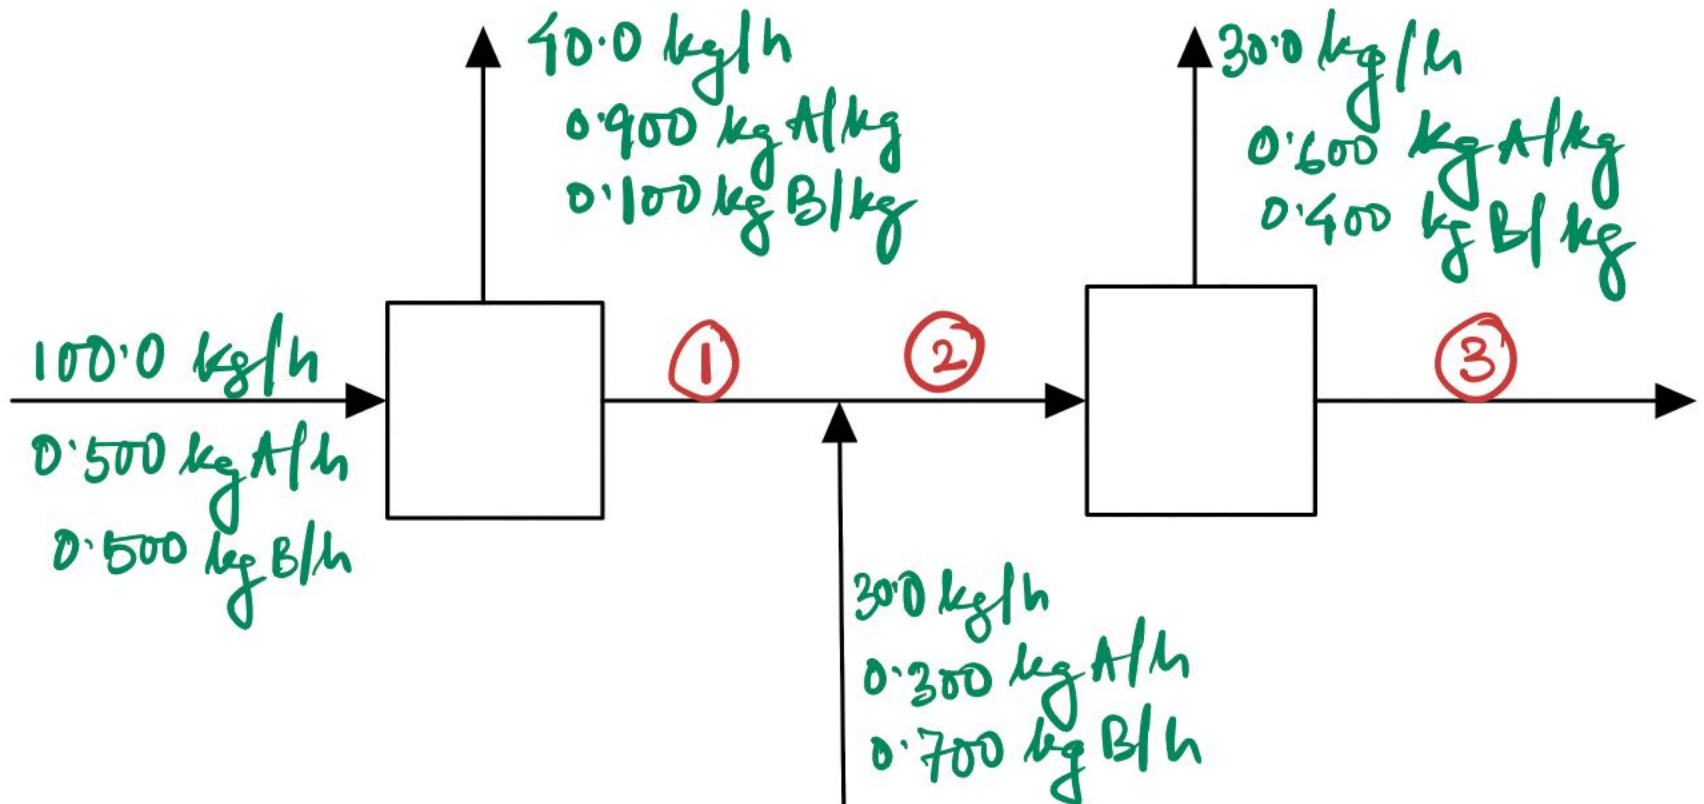 40.0 kg/h
0.900 kg A/kg
0.100 kg B/kg
30.0 kg/h
0.600 kg A/kg
0.400 kg B/kg
100.0 kg/h
0.500 kg A/h
0.500 kg B/h
1
2
3
30.0 kg/h
0.300 kg A/h
0.700 kg B/h